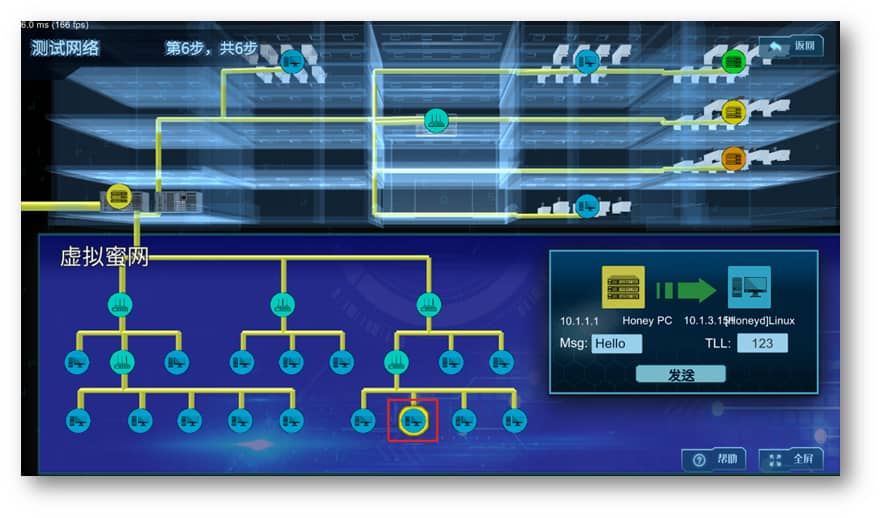 6.0 ms (166 fps)
测试网络
第6步，共6步
返回
虚拟蜜网
10.1.1.1
Honey PC
10.1.3.15
[Honeyd]Linux
Msg: Hello
TLL: 123
发送
帮助
全屏